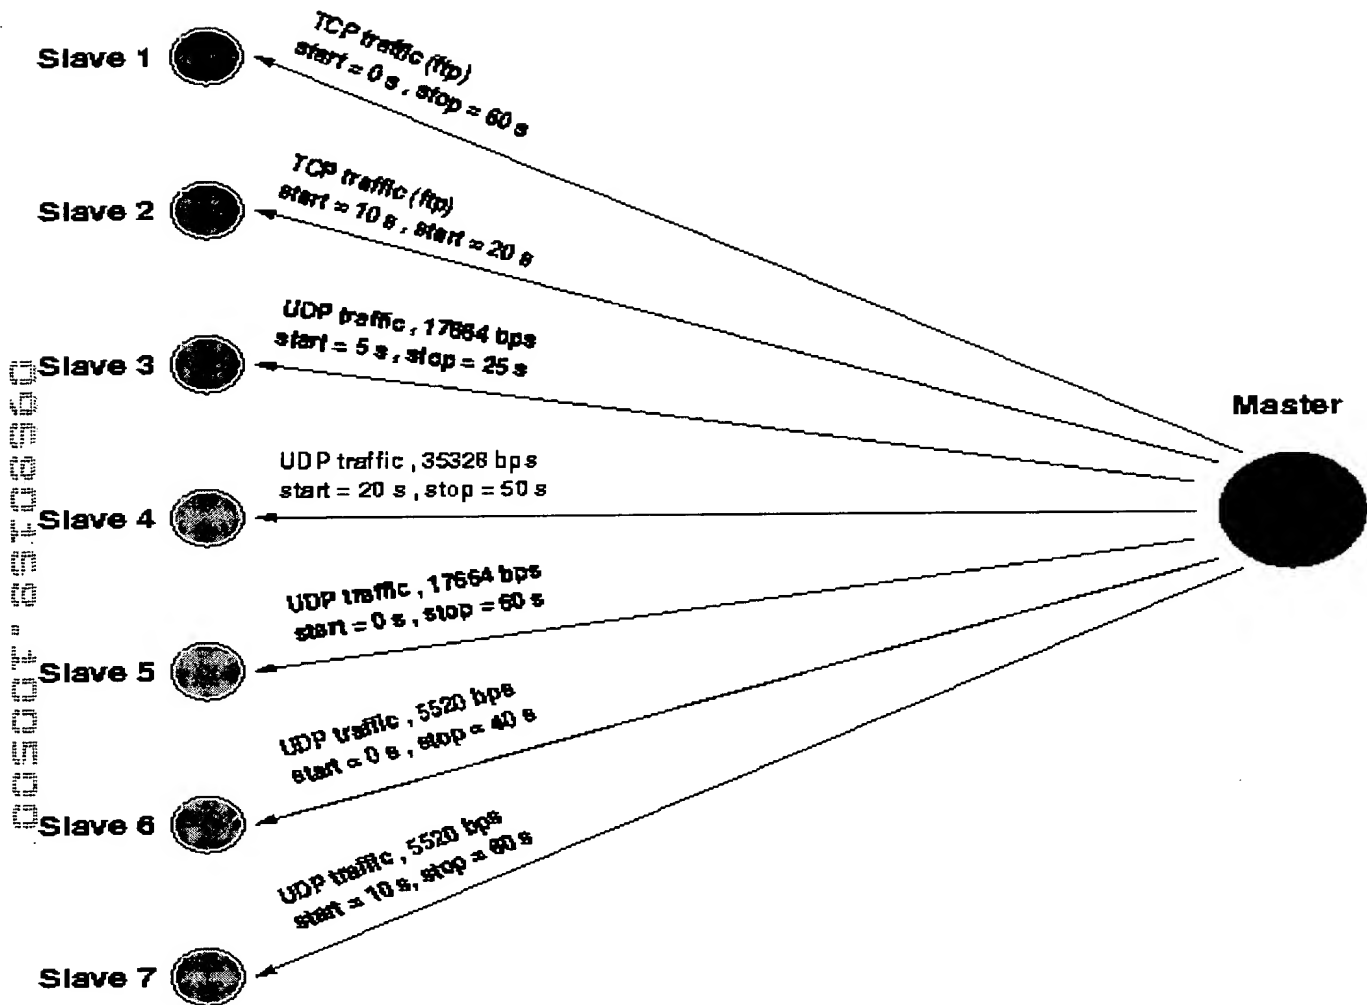 Slave 1
TCP traffic (ftp)
start = 0 s , stop = 60 s
Slave 2
TCP traffic (ftp)
start = 10 s , start = 20 s
Slave 3
UDP traffic , 17664 bps
start = 5 s , stop = 25 s
Master
Slave 4
UDP traffic , 35328 bps
start = 20 s , stop = 50 s
Slave 5
UDP traffic , 17664 bps
start = 0 s , stop = 60 s
Slave 6
UDP traffic , 5520 bps
start = 0 s , stop = 40 s
Slave 7
UDP traffic , 5520 bps
start = 10 s, stop = 60 s